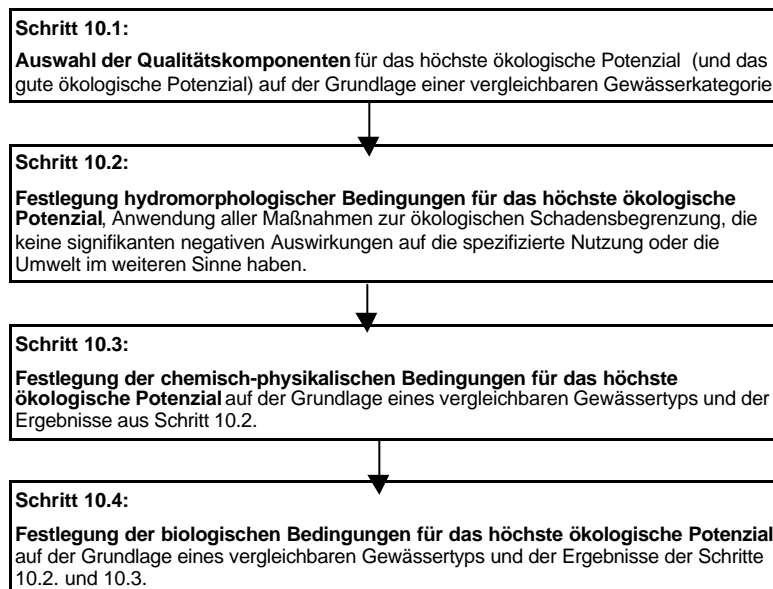 Schritt 10.1:
Auswahl der Qualitätskomponenten für das höchste ökologische Potenzial (und das
gute ökologische Potenzial) auf der Grundlage einer vergleichbaren Gewässerkategorie
Schritt 10.2:
Festlegung hydromorphologischer Bedingungen für das höchste ökologische
Potenzial, Anwendung aller Maßnahmen zur ökologischen Schadensbegrenzung, die
keine signifikanten negativen Auswirkungen auf die spezifizierte Nutzung oder die
Umwelt im weiteren Sinne haben.
Schritt 10.3:
Festlegung der chemisch-physikalischen Bedingungen für das höchste
ökologische Potenzial auf der Grundlage eines vergleichbaren Gewässertyps und der
Ergebnisse aus Schritt 10.2.
Schritt 10.4:
Festlegung der biologischen Bedingungen für das höchste ökologische Potenzial
auf der Grundlage eines vergleichbaren Gewässertyps und der Ergebnisse der Schritte
10.2. und 10.3.